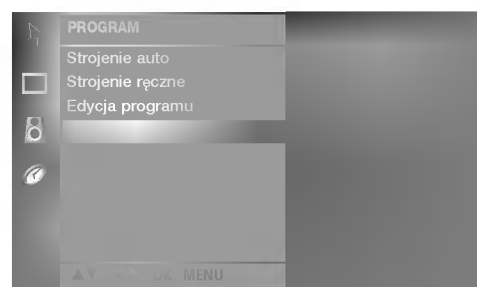 PROGRAM
Strojenie auto
Strojenie ręczne
Edycja programu
▲▼ ◄► OK MENU